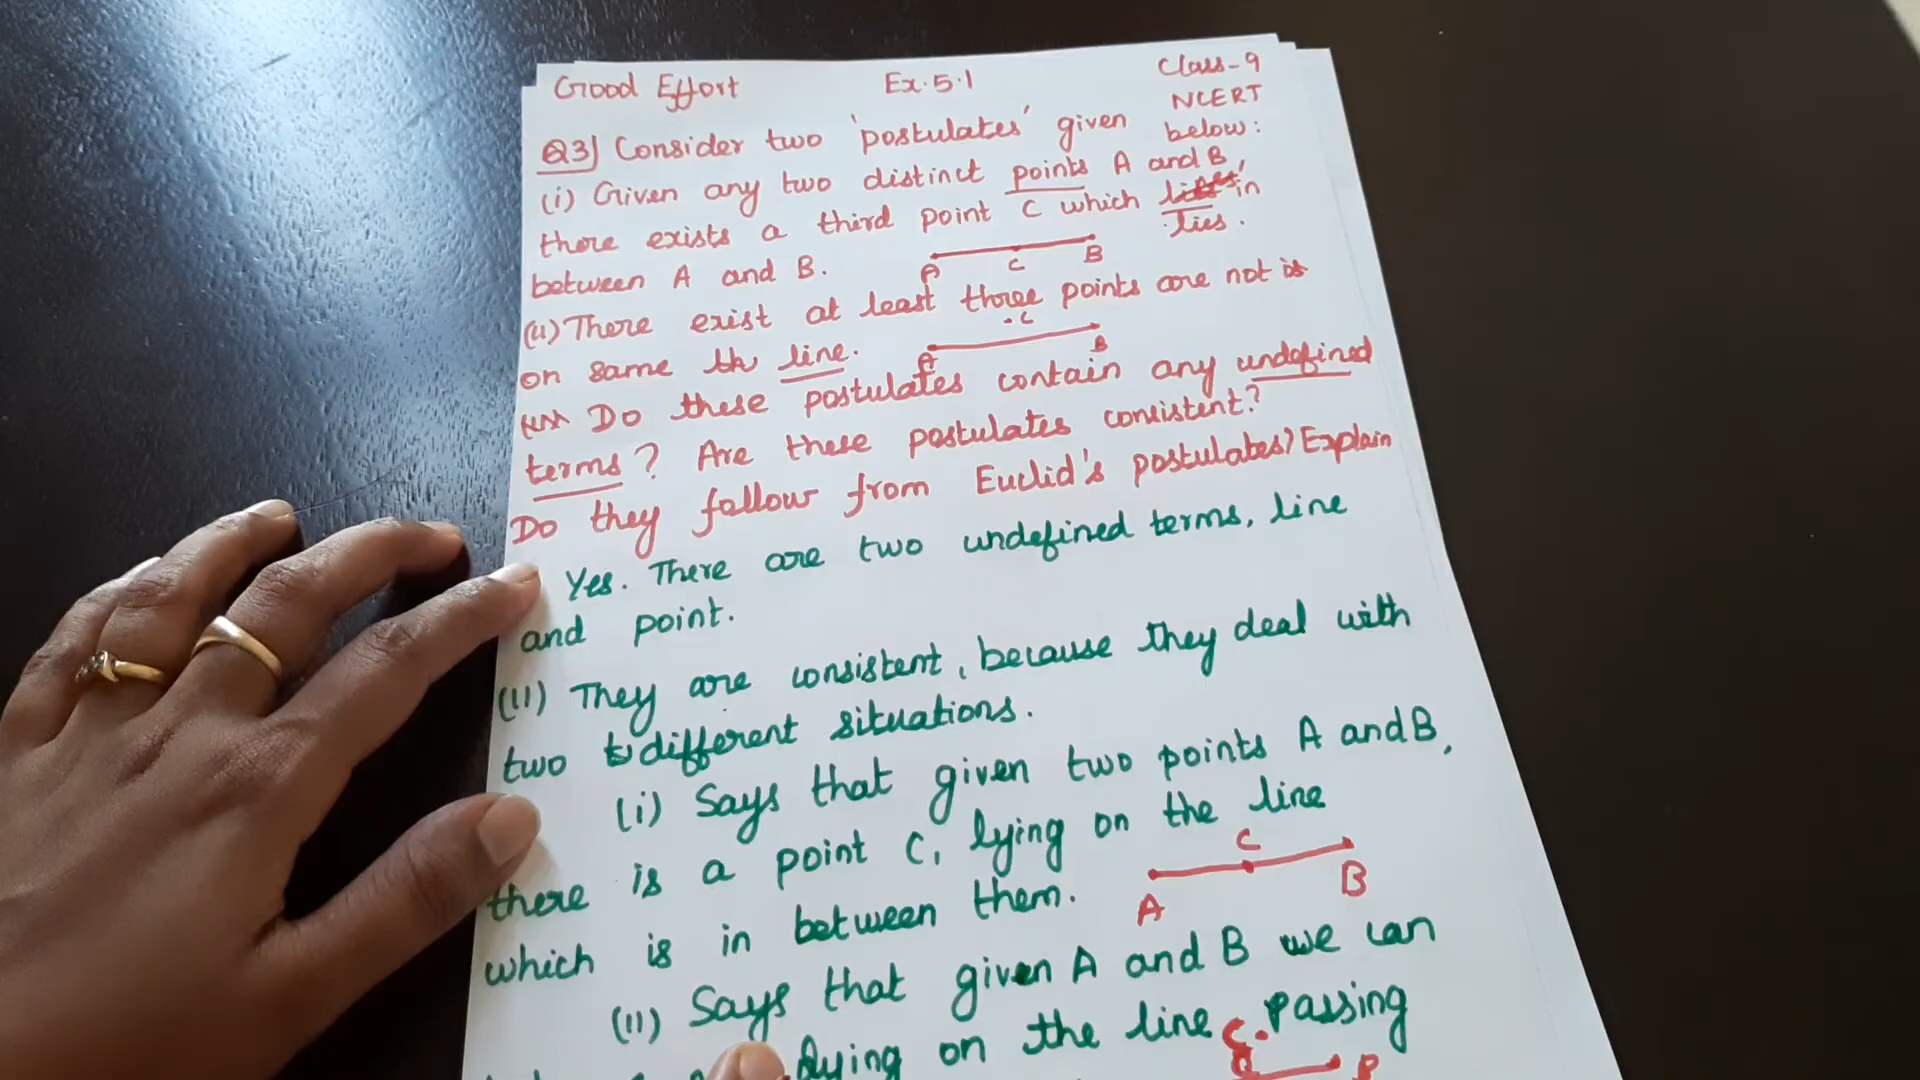 Good Effort Ex. 5.1 Class-9
NCERT
Q3) Consider two 'postulates' given below:
(i) Given any two distinct points A and B,
there exists a third point C which in
lies.
between A and B.
A C B
(ii) There exist at least three points are not is
on same line.
A B
.C
Do these postulates contain any undefined
terms? Are these postulates consistent?
Do they follow from Euclid's postulates? Explain
Yes. There are two undefined terms, line
and point.
(ii) They are consistent, because they deal with
two different situations.
(i) Says that given two points A and B,
there is a point C, lying on the line
which is in between them.
A C B
(ii) Says that given A and B we can
lying on the line passing
C.
B